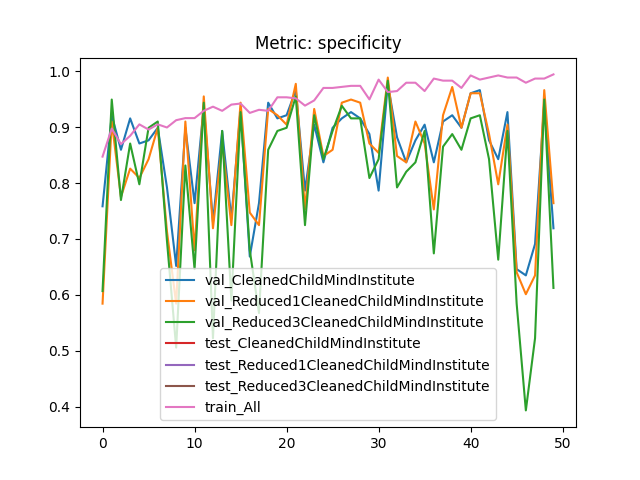 Metric: specificity
1.0
0.9
0.8
0.7
0.6
0.5
0.4
val_CleanedChildMindInstitute
val_Reduced1CleanedChildMindInstitute
val_Reduced3CleanedChildMindInstitute
test_CleanedChildMindInstitute
test_Reduced1CleanedChildMindInstitute
test_Reduced3CleanedChildMindInstitute
train_All
0 10 20 30 40 50